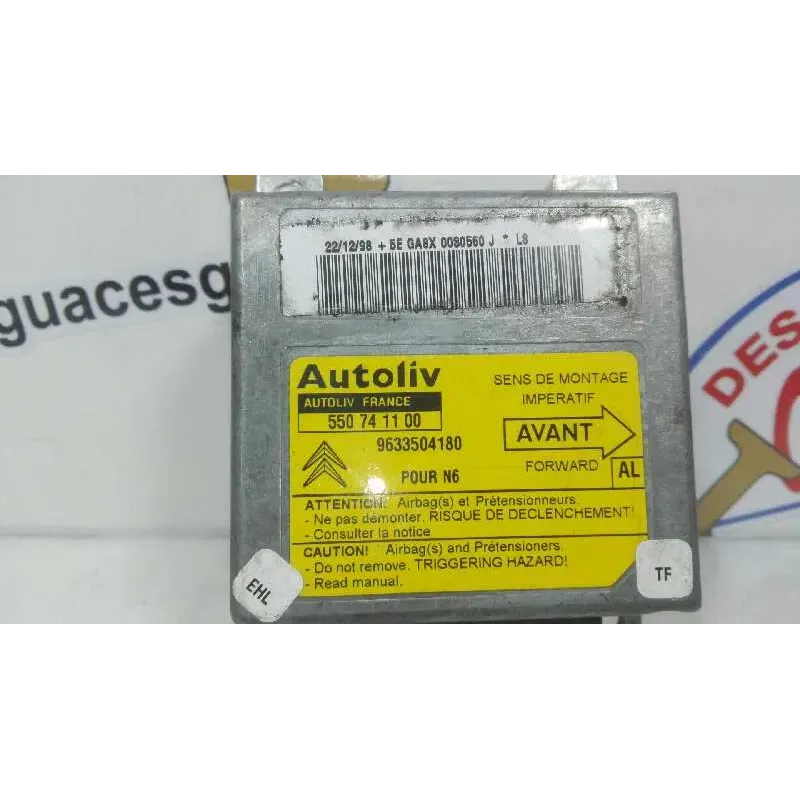 22/12/98 + 5E GA8X 0030560 J * L8
guacesg
DES
Autoliv
AUTOLIV FRANCE
550 74 11 00
9633504180
POUR N6
SENS DE MONTAGE
IMPERATIF
AVANT
FORWARD
AL
ATTENTION! Airbag(s) et Prétensionneurs.
- Ne pas démonter. RISQUE DE DECLENCHEMENT!
- Consulter la notice
CAUTION! Airbag(s) and Prétensioners.
- Do not remove. TRIGGERING HAZARD!
- Read manual.
EHL
TF